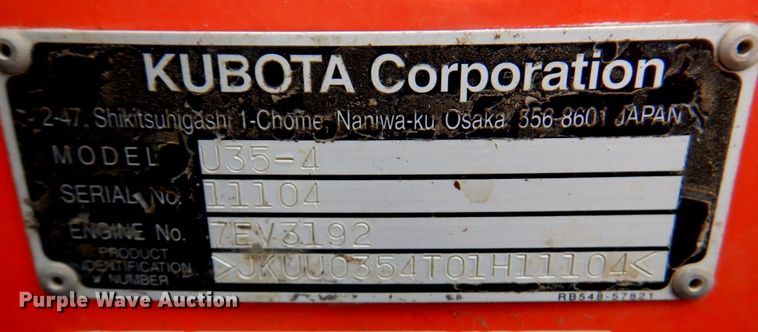 KUBOTA Corporation
2-47, Shikitsuhigashi 1-Chome, Naniwa-ku Osaka 356-8601 JAPAN
MODEL U35-4
SERIAL No. 11104
ENGINE No. 7EV3192
PRODUCT IDENTIFICATION NUMBER >JKUU0354T01H11104<
RB548-57821
Purple Wave Auction